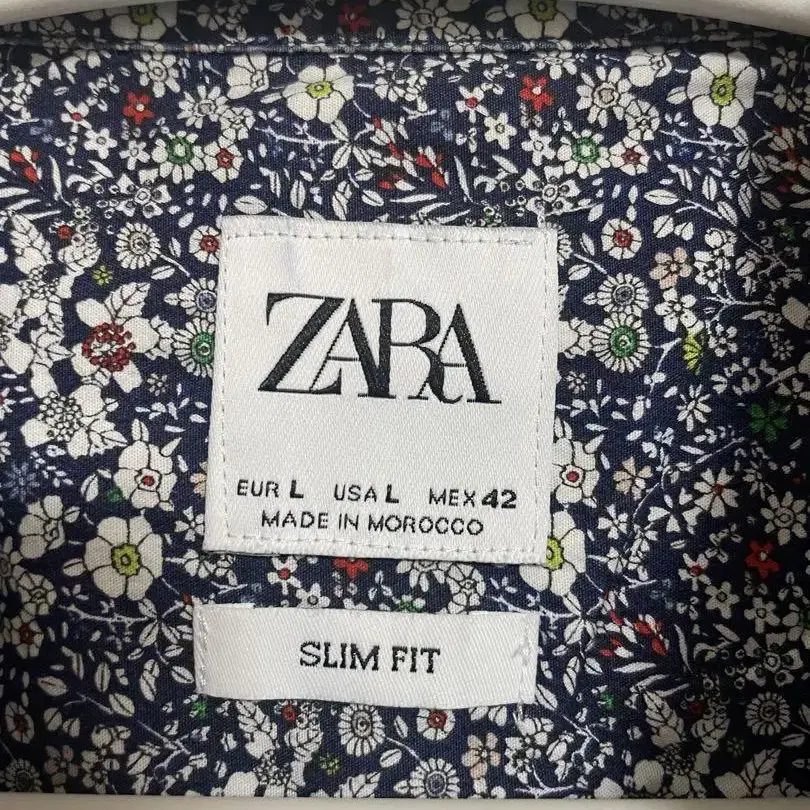 ZARA
EUR L USA L MEX 42
MADE IN MOROCCO
SLIM FIT